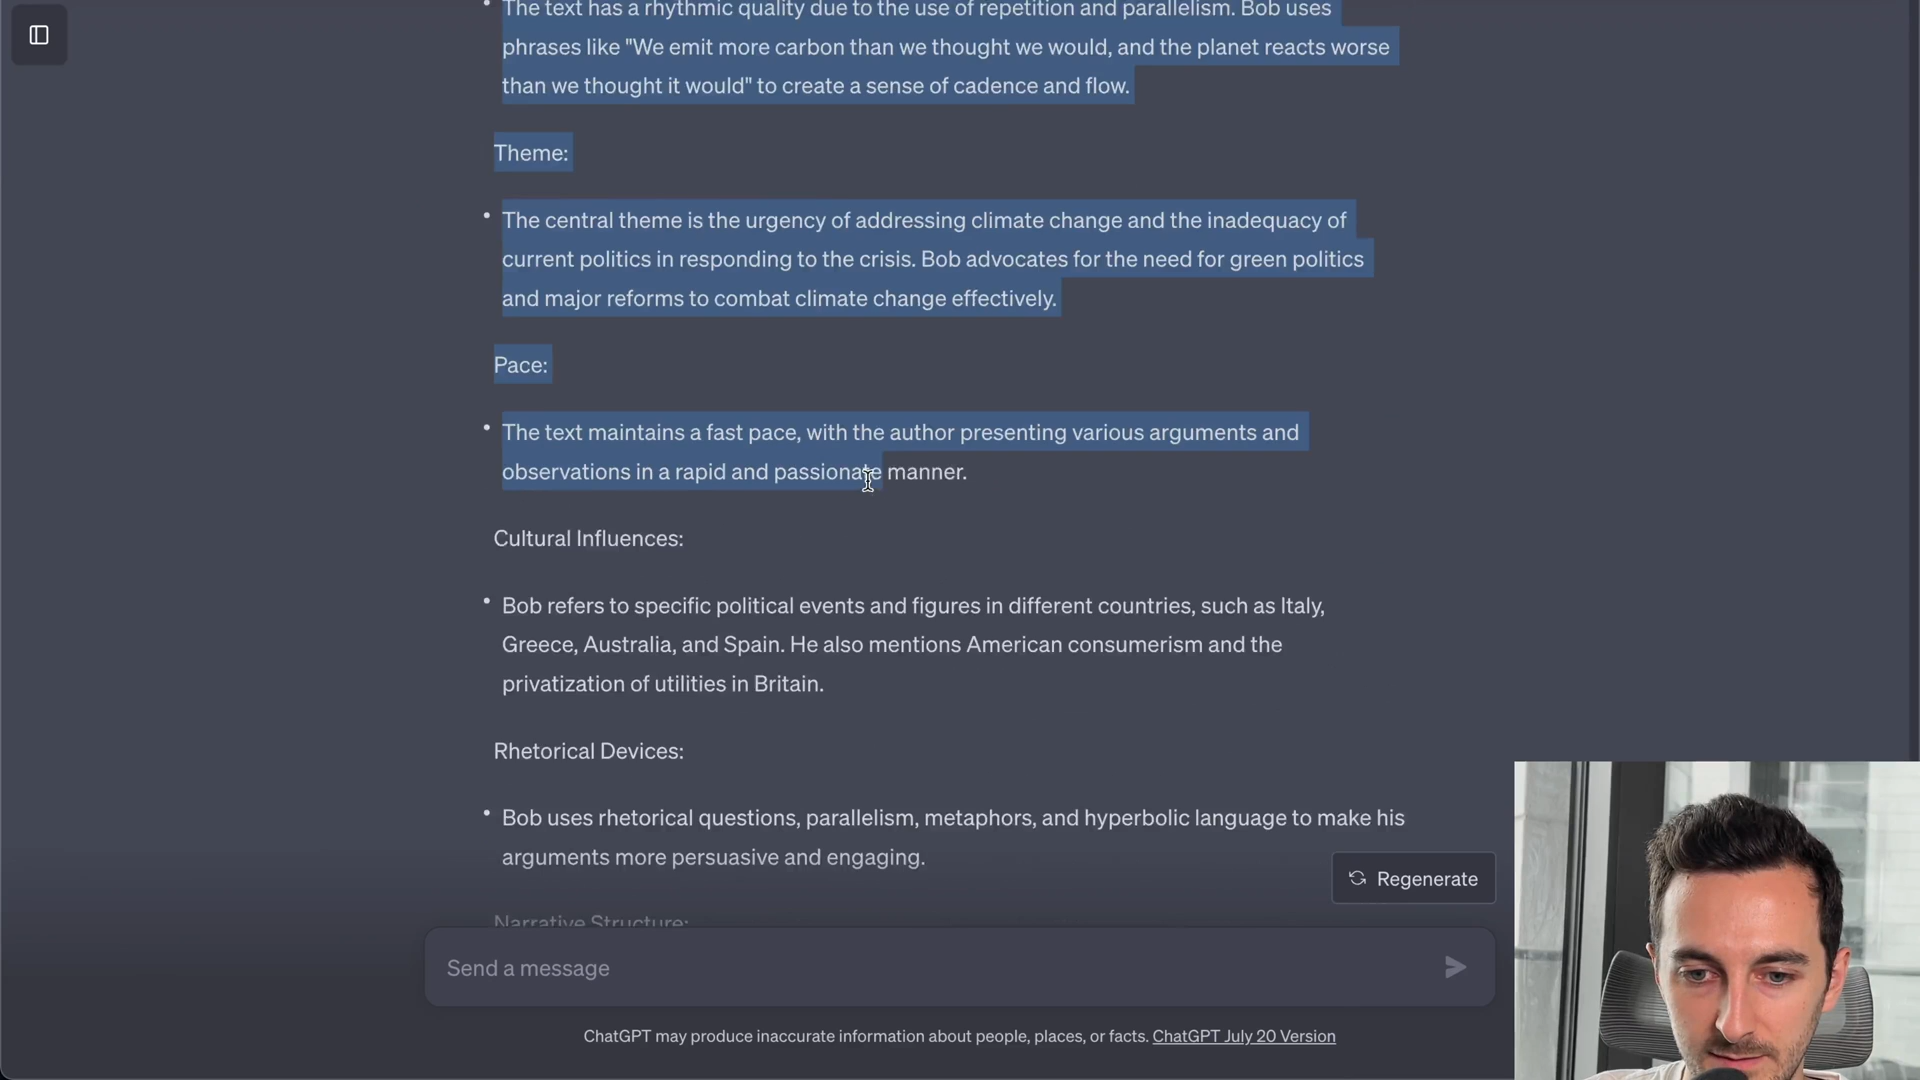 The text has a rhythmic quality due to the use of repetition and parallelism. Bob uses
phrases like "We emit more carbon than we thought we would, and the planet reacts worse
than we thought it would" to create a sense of cadence and flow.
Theme:
• The central theme is the urgency of addressing climate change and the inadequacy of
current politics in responding to the crisis. Bob advocates for the need for green politics
and major reforms to combat climate change effectively.
Pace:
• The text maintains a fast pace, with the author presenting various arguments and
observations in a rapid and passionate manner.
Cultural Influences:
• Bob refers to specific political events and figures in different countries, such as Italy,
Greece, Australia, and Spain. He also mentions American consumerism and the
privatization of utilities in Britain.
Rhetorical Devices:
• Bob uses rhetorical questions, parallelism, metaphors, and hyperbolic language to make his
arguments more persuasive and engaging.
Regenerate
Narrative Structure:
Send a message
ChatGPT may produce inaccurate information about people, places, or facts. ChatGPT July 20 Version